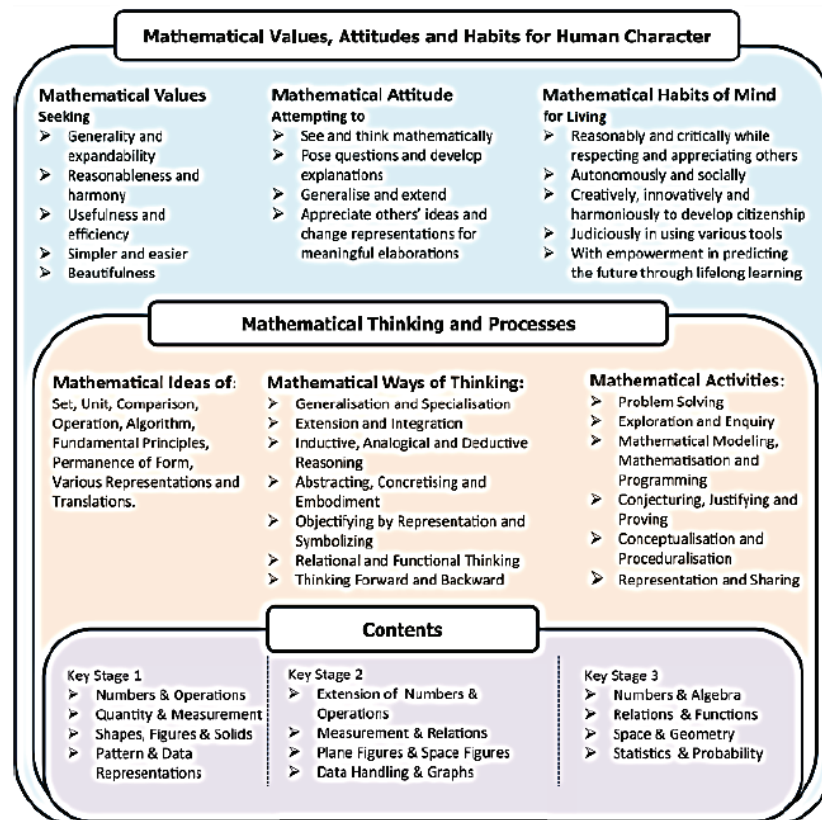 Mathematical Values, Attitudes and Habits for Human Character
Mathematical Values
Seeking
➢ Generality and
expandability
➢ Reasonableness and
harmony
➢ Usefulness and
efficiency
➢ Simpler and easier
➢ Beautifulness
Mathematical Attitude
Attempting to
➢ See and think mathematically
➢ Pose questions and develop
explanations
➢ Generalise and extend
➢ Appreciate others' ideas and
change representations for
meaningful elaborations
Mathematical Habits of Mind
for Living
➢ Reasonably and critically while
respecting and appreciating others
➢ Autonomously and socially
➢ Creatively, innovatively and
harmoniously to develop citizenship
➢ Judiciously in using various tools
➢ With empowerment in predicting
the future through lifelong learning
Mathematical Thinking and Processes
Mathematical Ideas of:
Set, Unit, Comparison,
Operation, Algorithm,
Fundamental Principles,
Permanence of Form,
Various Representations and
Translations.
Mathematical Ways of Thinking:
➢ Generalisation and Specialisation
➢ Extension and Integration
➢ Inductive, Analogical and Deductive
Reasoning
➢ Abstracting, Concretising and
Embodiment
➢ Objectifying by Representation and
Symbolizing
➢ Relational and Functional Thinking
➢ Thinking Forward and Backward
Mathematical Activities:
➢ Problem Solving
➢ Exploration and Enquiry
➢ Mathematical Modeling,
Mathematisation and
Programming
➢ Conjecturing, Justifying and
Proving
➢ Conceptualisation and
Proceduralisation
➢ Representation and Sharing
Contents
Key Stage 1
➢ Numbers & Operations
➢ Quantity & Measurement
➢ Shapes, Figures & Solids
➢ Pattern & Data
Representations
Key Stage 2
➢ Extension of Numbers &
Operations
➢ Measurement & Relations
➢ Plane Figures & Space Figures
➢ Data Handling & Graphs
Key Stage 3
➢ Numbers & Algebra
➢ Relations & Functions
➢ Space & Geometry
➢ Statistics & Probability